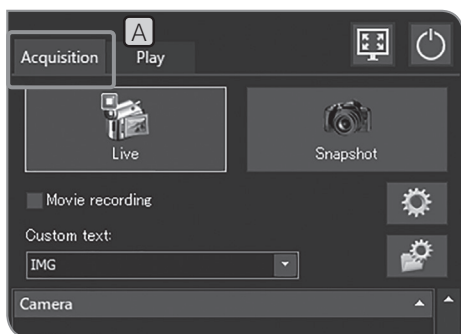 A
Acquisition Play
Live Snapshot
Movie recording
Custom text:
IMG
Camera